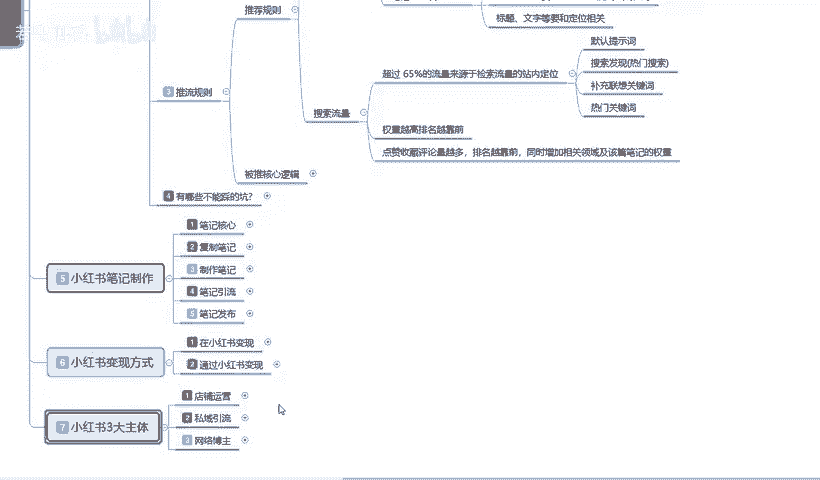 推荐规则
标题、文字等要和定位相关
默认提示词
搜索发现(热门搜索)
超过 65%的流量来源于检索流量的站内定位
补充联想关键词
3 推流规则
热门关键词
搜索流量
权重越高排名越靠前
点赞收藏评论量越多，排名越靠前，同时增加相关领域及该篇笔记的权重
被推核心逻辑
4 有哪些不能踩的坑?
1 笔记核心
2 复制笔记
5 小红书笔记制作
3 制作笔记
4 笔记引流
5 笔记发布
1 在小红书变现
6 小红书变现方式
2 通过小红书变现
1 店铺运营
7 小红书3大主体
2 私域引流
3 网络博主